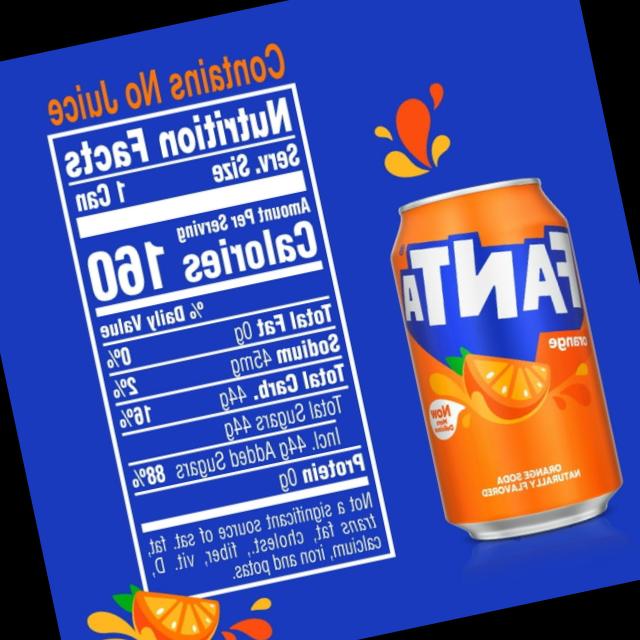 Contains No Juice
Nutrition Facts
Serv. Size 1 Can
Amount Per Serving
Calories 160
% Daily Value
Total Fat 0g 0%
Sodium 45mg 2%
Total Carb. 44g 16%
Total Sugars 44g
Incl. 44g Added Sugars 88%
Protein 0g
Not a significant source of sat. fat,
trans fat, cholest., fiber, vit. D,
calcium, iron and potas.
FANTA
orange
Now
More
Delicious
ORANGE SODA
NATURALLY FLAVORED